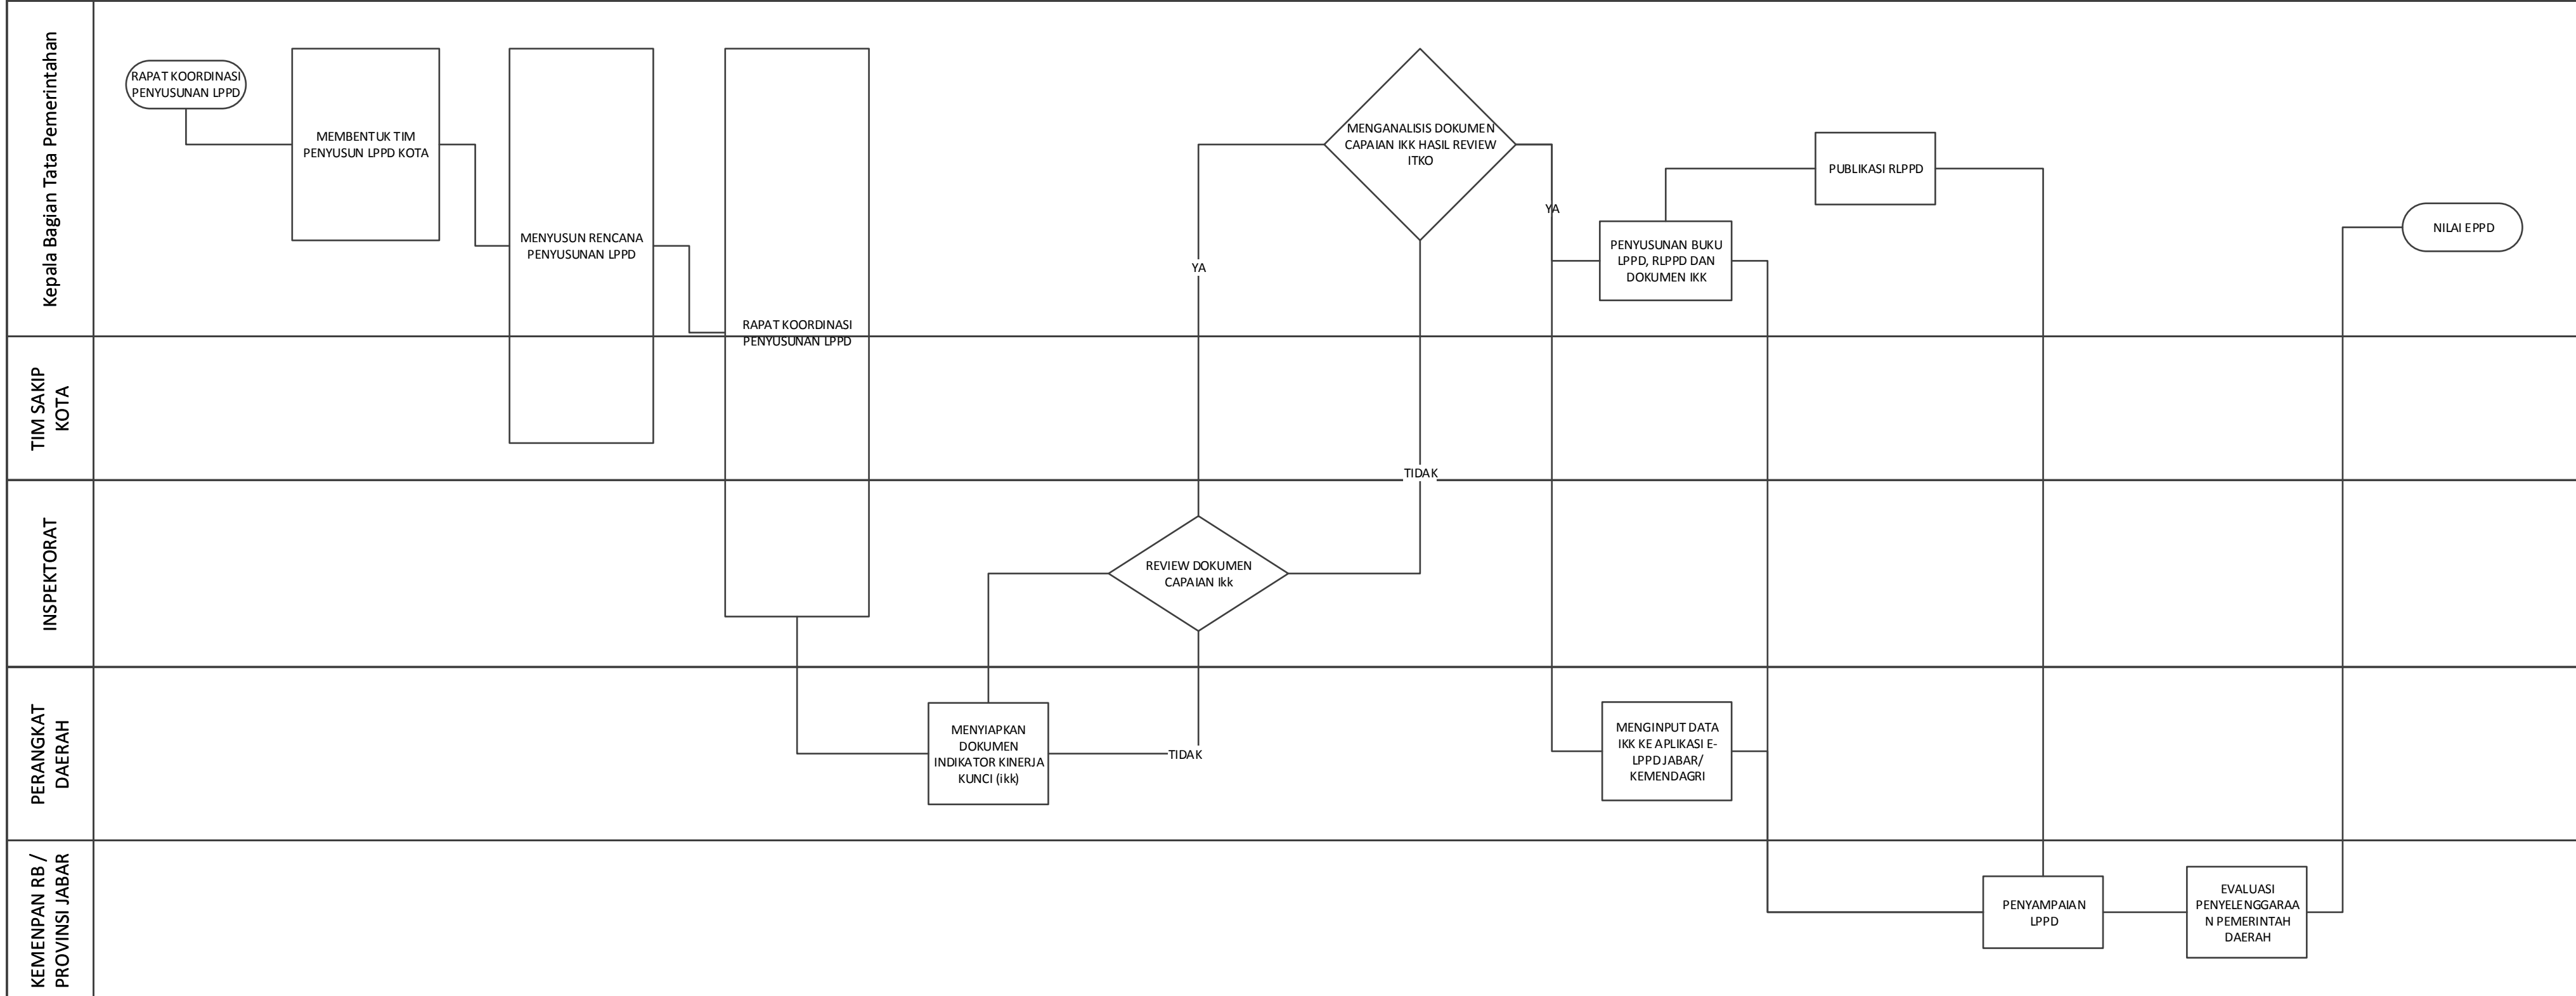 Kepala Bagian Tata Pemerintahan
RAPAT KOORDINASI
PENYUSUNAN LPPD
MEMBENTUK TIM
PENYUSUN LPPD KOTA
MENYUSUN RENCANA
PENYUSUNAN LPPD
RAPAT KOORDINASI
PENYUSUNAN LPPD
MENGANALISIS DOKUMEN
CAPAIAN IKK HASIL REVIEW
ITKO
YA
YA
PENYUSUNAN BUKU
LPPD, RLPPD DAN
DOKUMEN IKK
PUBLIKASI RLPPD
NILAI EPPD
TIM SAKIP
KOTA
TIDAK
INSPEKTORAT
REVIEW DOKUMEN
CAPAIAN Ikk
PERANGKAT
DAERAH
MENYIAPKAN
DOKUMEN
INDIKATOR KINERJA
KUNCI (ikk)
TIDAK
MENGINPUT DATA
IKK KE APLIKASI E-
LPPD JABAR/
KEMENDAGRI
KEMENPAN RB /
PROVINSI JABAR
PENYAMPAIAN
LPPD
EVALUASI
PENYELENGGARAA
N PEMERINTAH
DAERAH